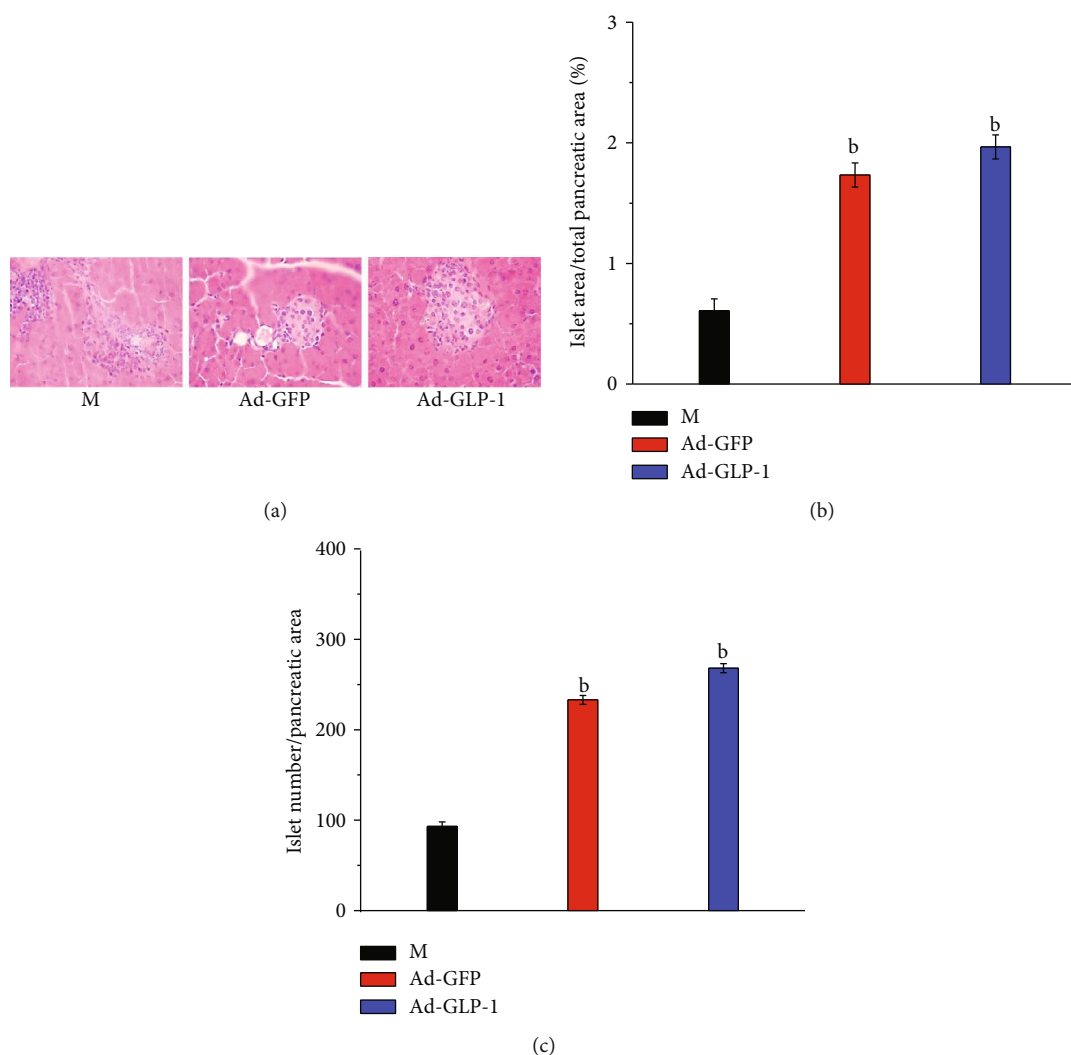 M
Ad-GFP
Ad-GLP-1
(a)
Islet area/total pancreatic area (%)
3
2
1
0
b
b
M
Ad-GFP
Ad-GLP-1
(b)
Islet number/pancreatic area
400
300
200
100
0
b
b
M
Ad-GFP
Ad-GLP-1
(c)